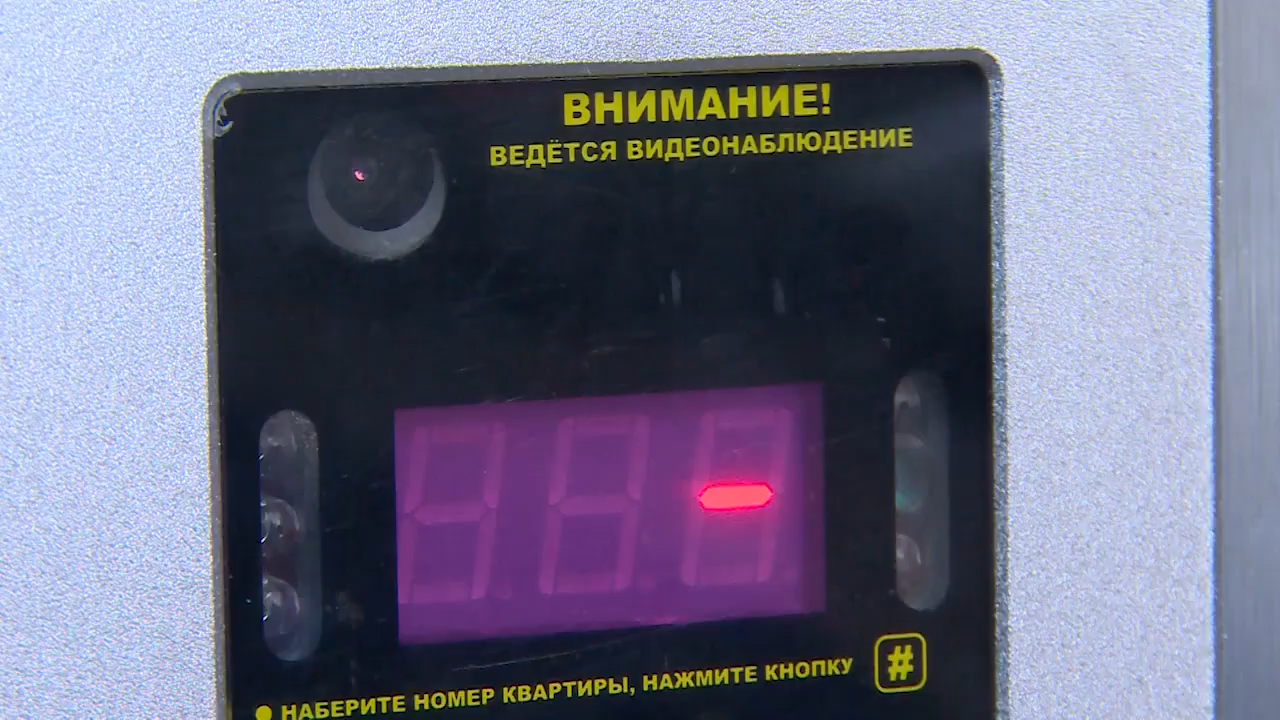 ВНИМАНИЕ!
ВЕДЁТСЯ ВИДЕОНАБЛЮДЕНИЕ
-
● НАБЕРИТЕ НОМЕР КВАРТИРЫ, НАЖМИТЕ КНОПКУ #